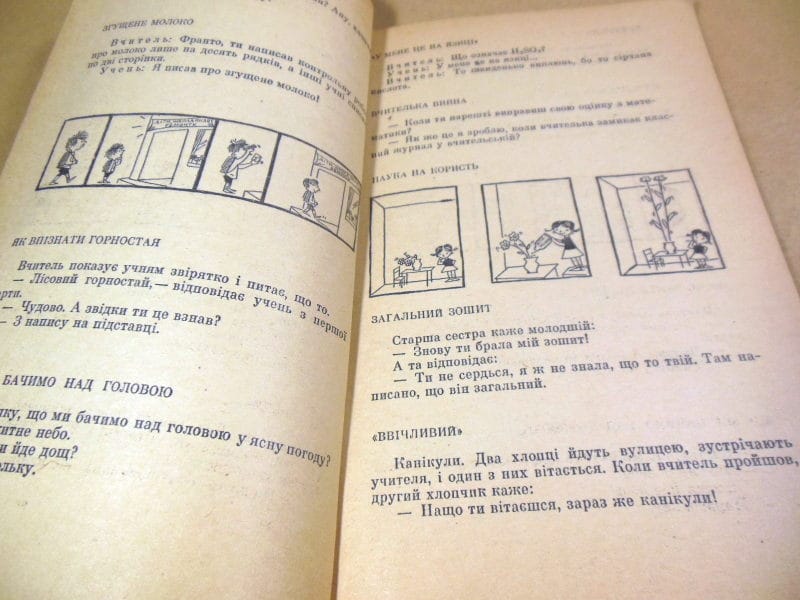 ЗГУЩЕНЕ МОЛОКО
Вчитель: Франто, ти написав контрольну
про молоко лише на десять рядків, а інші учні
по дві сторінки.
Учень: Я писав про згущене молоко!
ЯК ВПІЗНАТИ ГОРНОСТАЯ
Вчитель показує учням звірятко і питає, що то.
— Лісовий горностай, — відповідає учень з першої
— Чудово. А звідки ти це взнав?
— З напису на підставці.
БАЧИМО НАД ГОЛОВОЮ
що ми бачимо над головою у ясну погоду?
небо.
йде дощ?
«У МЕНЕ ЦЕ НА ЯЗИЦІ»
Вчитель: Що означає H₂SO₄?
Учень: У мене це на язиці...
Вчитель: То швиденько виплюнь, бо то сірчана
кислота.
ВЧИТЕЛЬКА ВИННА
— Коли ти нарешті виправиш свою оцінку з мате-
матики?
— Як же це я зроблю, коли вчителька замикає клас-
ний журнал у вчительській?
НАУКА НА КОРИСТЬ
ЗАГАЛЬНИЙ ЗОШИТ
Старша сестра каже молодшій:
— Знову ти брала мій зошит!
А та відповідає:
— Ти не сердься, я ж не знала, що то твій. Там на-
писано, що він загальний.
«ВВІЧЛИВИЙ»
Канікули. Два хлопці йдуть вулицею, зустрічають
учителя, і один з них вітається. Коли вчитель пройшов,
другий хлопчик каже:
— Нащо ти вітаєшся, зараз же канікули!